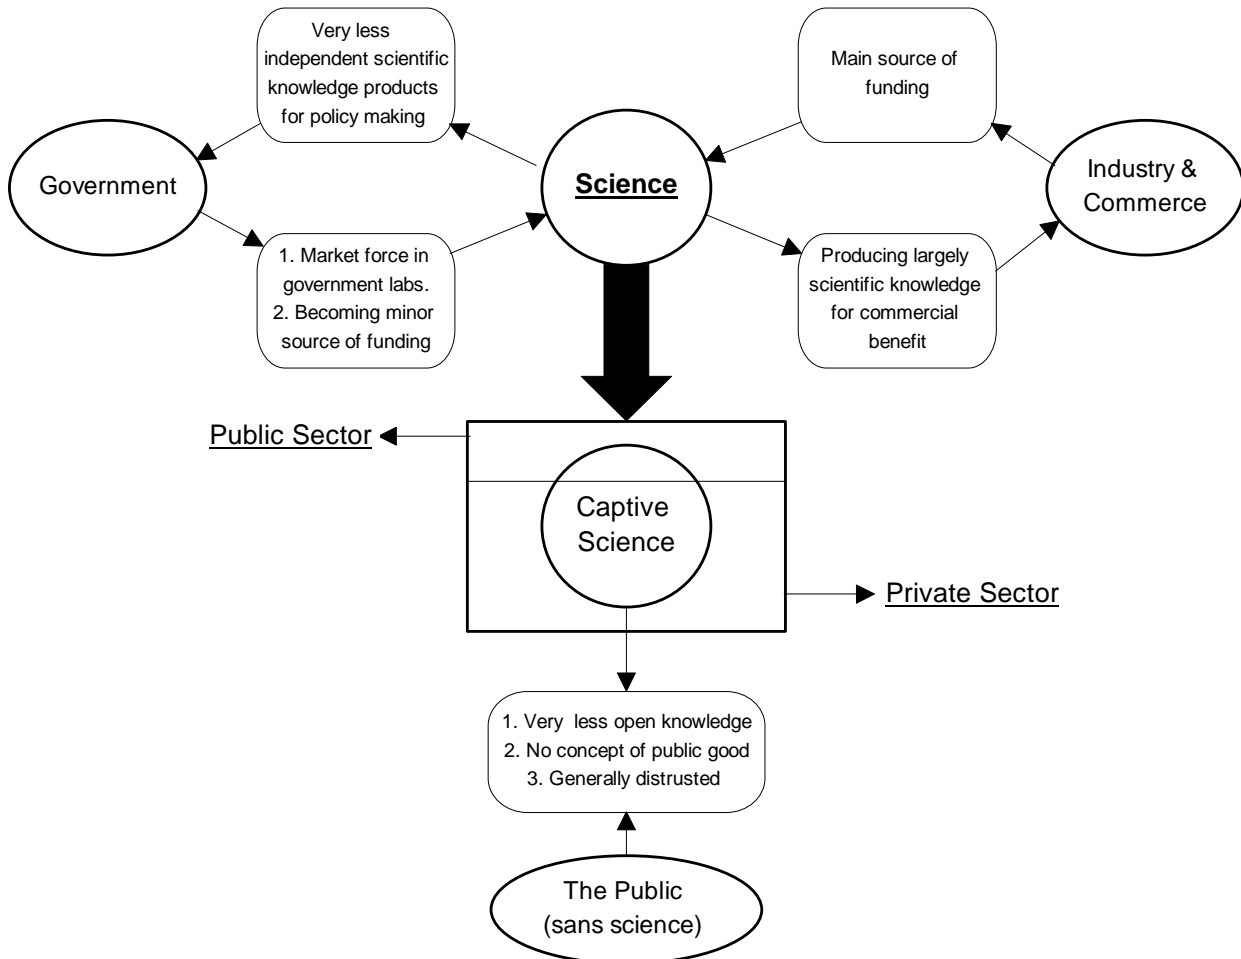 Very less
independent scientific
knowledge products
for policy making
Main source of
funding
Government
Science
Industry &
Commerce
1. Market force in
government labs.
2. Becoming minor
source of funding
Producing largely
scientific knowledge
for commercial
benefit
Public Sector
Captive
Science
Private Sector
1. Very less open knowledge
2. No concept of public good
3. Generally distrusted
The Public
(sans science)